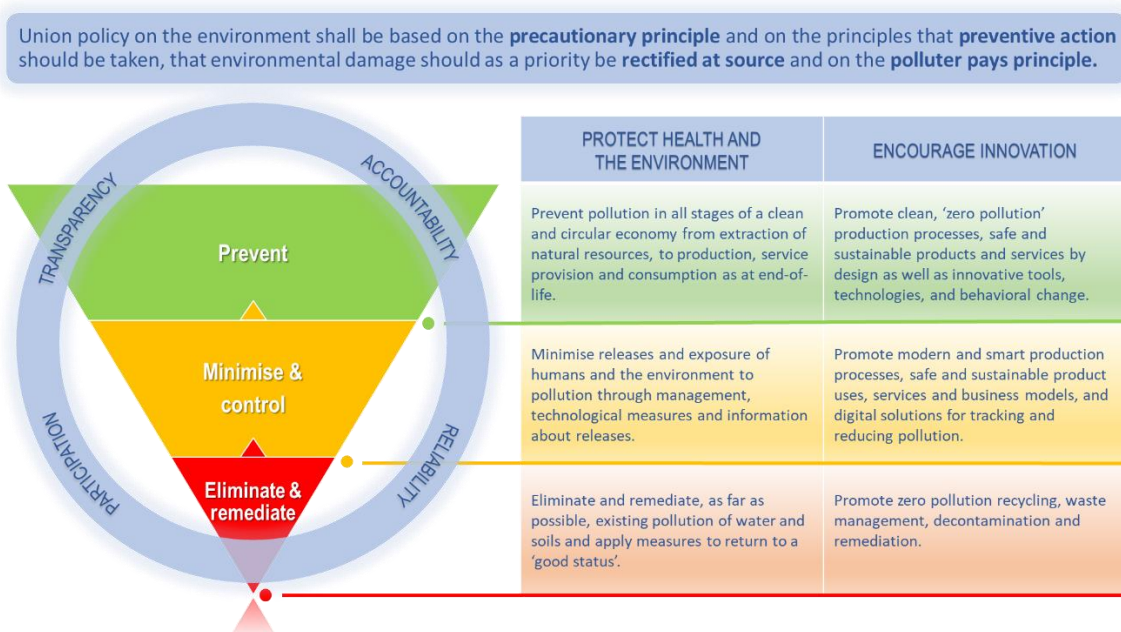 Union policy on the environment shall be based on the precautionary principle and on the principles that preventive action
should be taken, that environmental damage should as a priority be rectified at source and on the polluter pays principle.
TRANSPARENCY
ACCOUNTABILITY
PARTICIPATION
RELIABILITY
Prevent
Minimise &
control
Eliminate &
remediate
PROTECT HEALTH AND
THE ENVIRONMENT
ENCOURAGE INNOVATION
Prevent pollution in all stages of a clean
and circular economy from extraction of
natural resources, to production, service
provision and consumption as at end-of-
life.
Promote clean, ‘zero pollution’
production processes, safe and
sustainable products and services by
design as well as innovative tools,
technologies, and behavioral change.
Minimise releases and exposure of
humans and the environment to
pollution through management,
technological measures and information
about releases.
Promote modern and smart production
processes, safe and sustainable product
uses, services and business models, and
digital solutions for tracking and
reducing pollution.
Eliminate and remediate, as far as
possible, existing pollution of water and
soils and apply measures to return to a
‘good status’.
Promote zero pollution recycling, waste
management, decontamination and
remediation.